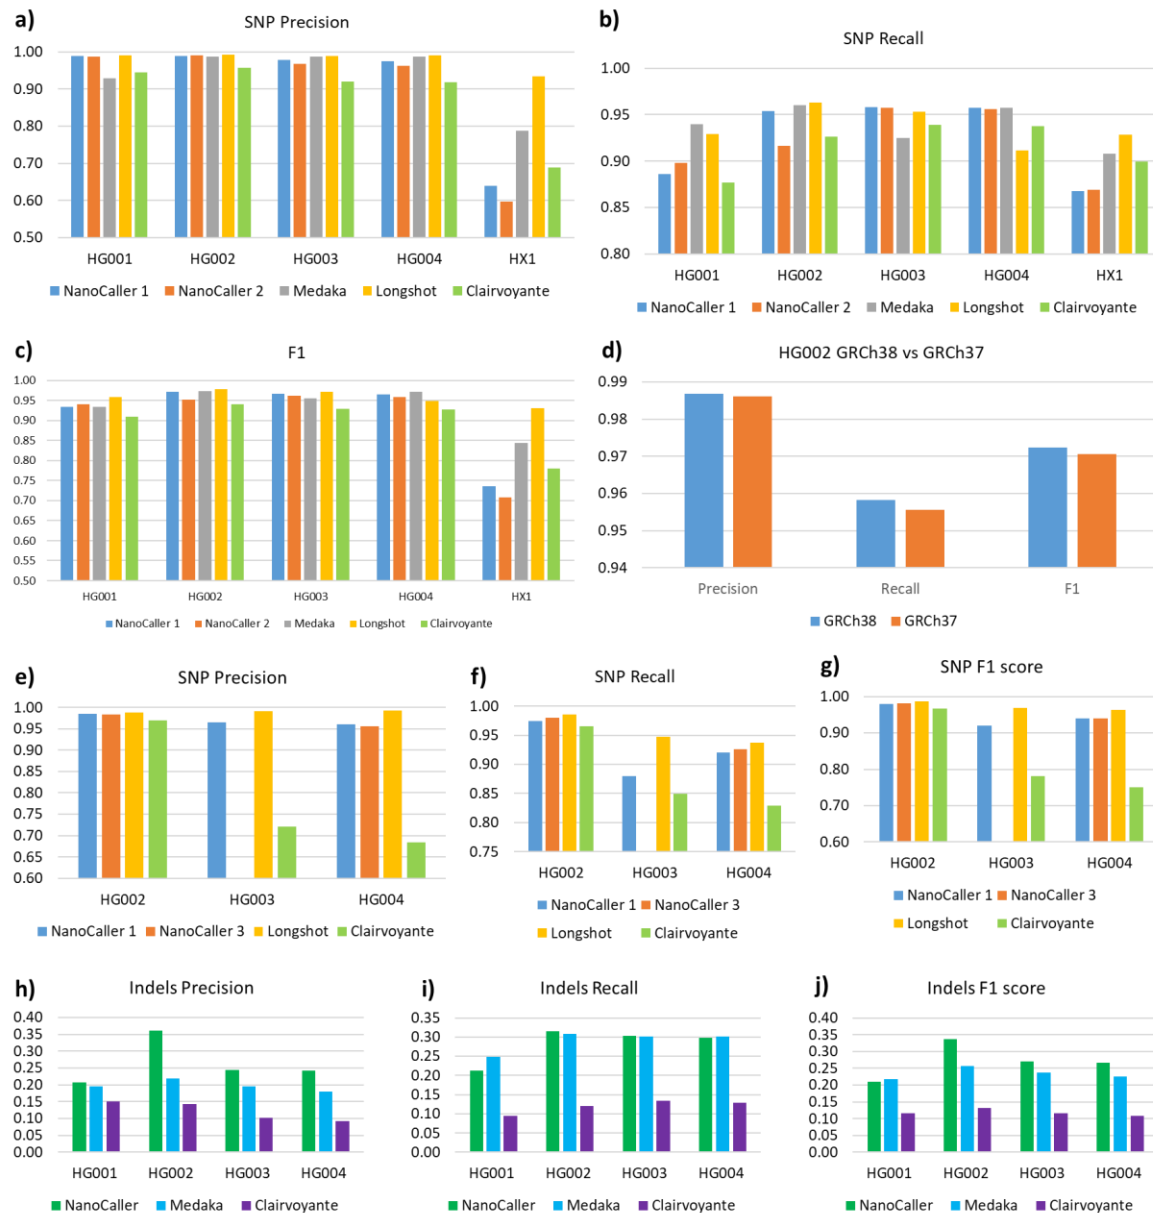 a) SNP Precision
1.00
0.90
0.80
0.70
0.60
0.50
HG001 HG002 HG003 HG004 HX1
NanoCaller 1 NanoCaller 2 Medaka Longshot Clairvoyante
b) SNP Recall
1.00
0.95
0.90
0.85
0.80
HG001 HG002 HG003 HG004 HX1
NanoCaller 1 NanoCaller 2 Medaka Longshot Clairvoyante
c) F1
1.00
0.95
0.90
0.85
0.80
0.75
0.70
0.65
0.60
0.55
0.50
HG001 HG002 HG003 HG004 HX1
NanoCaller 1 NanoCaller 2 Medaka Longshot Clairvoyante
d) HG002 GRCh38 vs GRCh37
0.99
0.98
0.97
0.96
0.95
0.94
Precision Recall F1
GRCh38 GRCh37
e) SNP Precision
1.00
0.95
0.90
0.85
0.80
0.75
0.70
0.65
0.60
HG002 HG003 HG004
NanoCaller 1 NanoCaller 3 Longshot Clairvoyante
f) SNP Recall
1.00
0.95
0.90
0.85
0.80
0.75
HG002 HG003 HG004
NanoCaller 1 NanoCaller 3
Longshot Clairvoyante
g) SNP F1 score
1.00
0.90
0.80
0.70
0.60
HG002 HG003 HG004
NanoCaller 1 NanoCaller 3
Longshot Clairvoyante
h) Indels Precision
0.40
0.35
0.30
0.25
0.20
0.15
0.10
0.05
0.00
HG001 HG002 HG003 HG004
NanoCaller Medaka Clairvoyante
i) Indels Recall
0.35
0.30
0.25
0.20
0.15
0.10
0.05
0.00
HG001 HG002 HG003 HG004
NanoCaller Medaka Clairvoyante
j) Indels F1 score
0.40
0.35
0.30
0.25
0.20
0.15
0.10
0.05
0.00
HG001 HG002 HG003 HG004
NanoCaller Medaka Clairvoyante